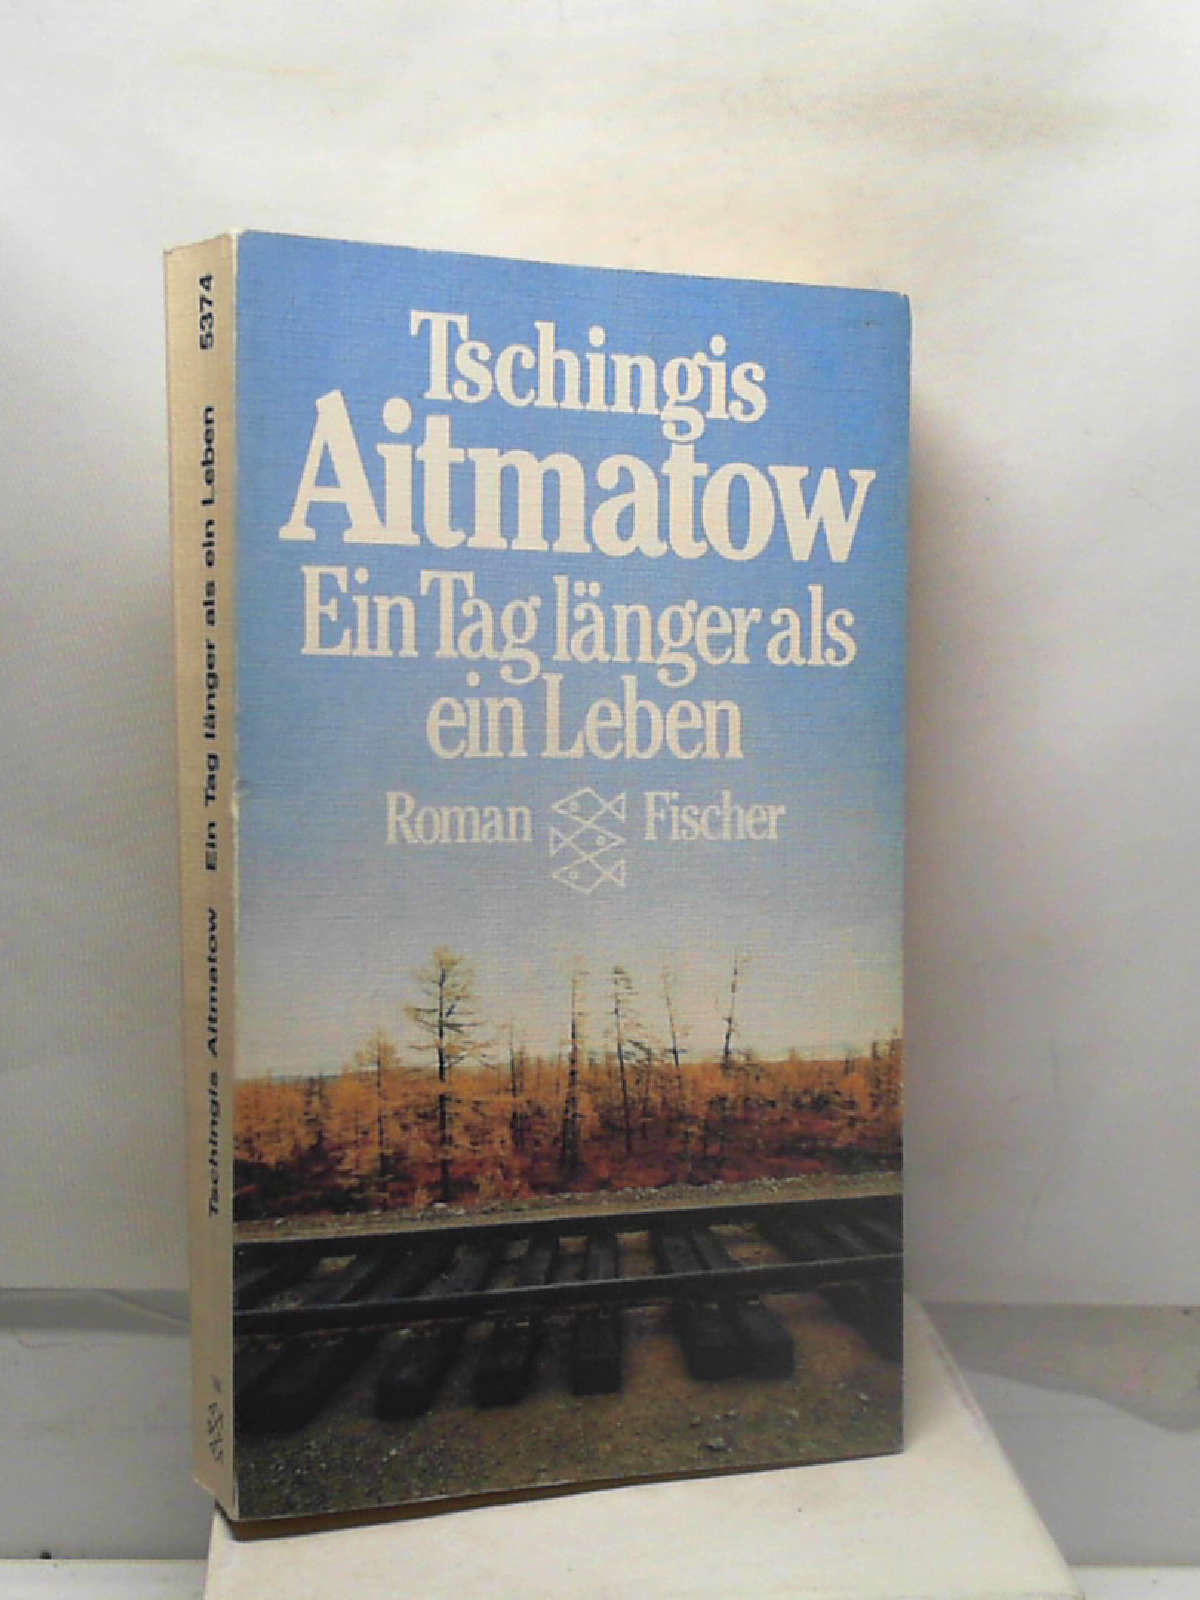 Tschingis
Aitmatow
Ein Tag länger als
ein Leben
Roman Fischer
Tschingis Aitmatow Ein Tag länger als ein Leben 5374